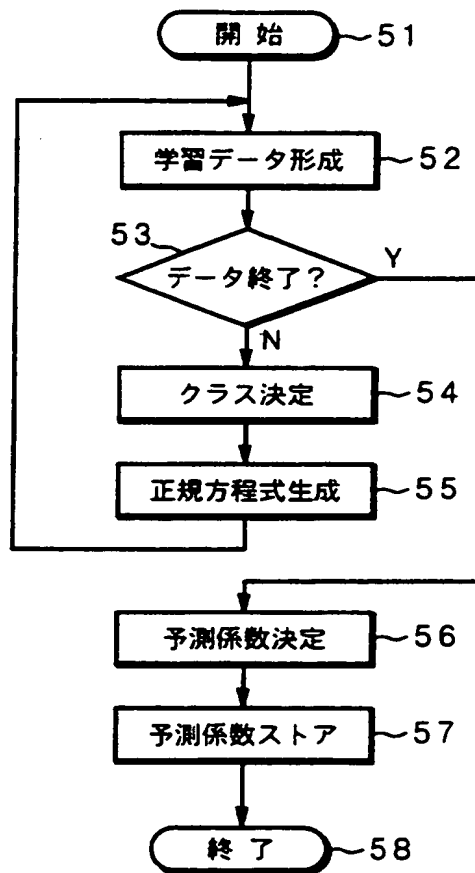 開始 51
学習データ形成 52
53
データ終了? Y
N
クラス決定 54
正規方程式生成 55
予測係数決定 56
予測係数ストア 57
終了 58